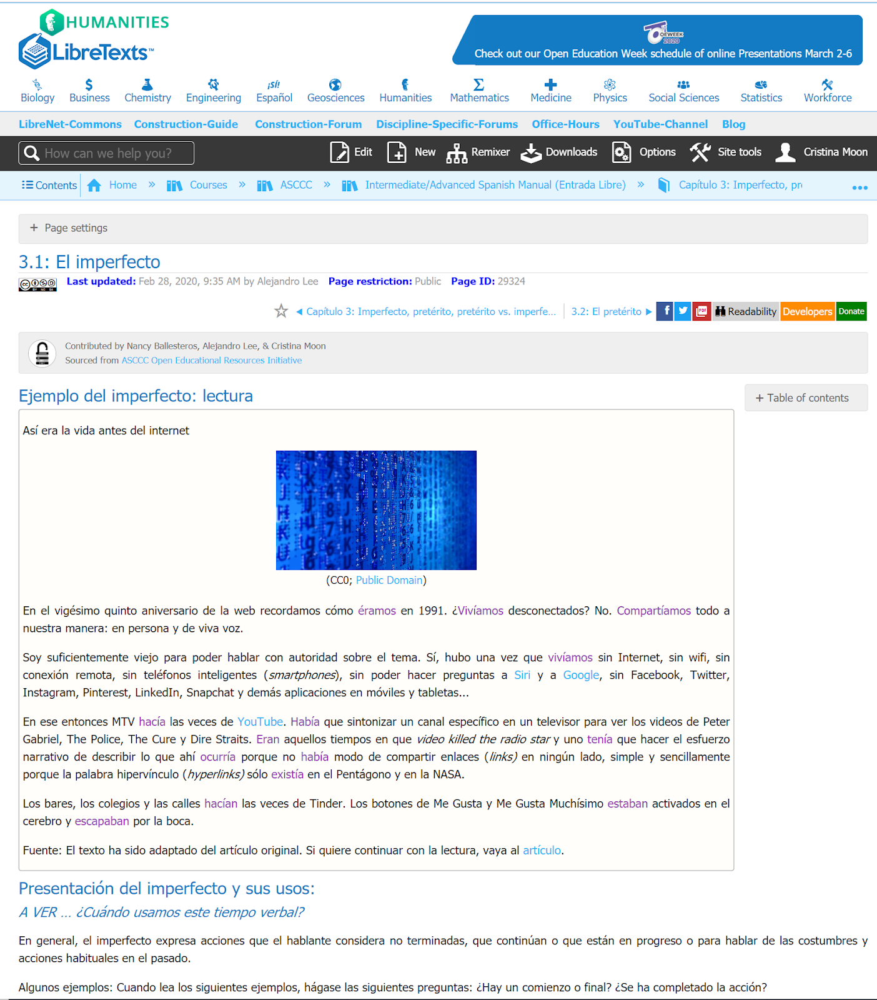 HUMANITIES
LibreTexts™
OEWEEK
2020
Check out our Open Education Week schedule of online Presentations March 2-6
¡SÍ!
Biology Business Chemistry Engineering Español Geosciences Humanities Mathematics Medicine Physics Social Sciences Statistics Workforce
LibreNet-Commons Construction-Guide Construction-Forum Discipline-Specific-Forums Office-Hours YouTube-Channel Blog
How can we help you? Edit New Remixer Downloads Options Site tools Cristina Moon
Contents Home » Courses » ASCCC » Intermediate/Advanced Spanish Manual (Entrada Libre) » Capítulo 3: Imperfecto, pr
+ Page settings
3.1: El imperfecto
Last updated: Feb 28, 2020, 9:35 AM by Alejandro Lee Page restriction: Public Page ID: 29324
BY NC SA
◄ Capítulo 3: Imperfecto, pretérito, pretérito vs. imperfe... 3.2: El pretérito ► f PDF Readability Developers Donate
Contributed by Nancy Ballesteros, Alejandro Lee, & Cristina Moon
Sourced from ASCCC Open Educational Resources Initiative
Ejemplo del imperfecto: lectura
+ Table of contents
Así era la vida antes del internet
(CC0; Public Domain)
En el vigésimo quinto aniversario de la web recordamos cómo éramos en 1991. ¿Vivíamos desconectados? No. Compartíamos todo a
nuestra manera: en persona y de viva voz.
Soy suficientemente viejo para poder hablar con autoridad sobre el tema. Sí, hubo una vez que vivíamos sin Internet, sin wifi, sin
conexión remota, sin teléfonos inteligentes (smartphones), sin poder hacer preguntas a Siri y a Google, sin Facebook, Twitter,
Instagram, Pinterest, LinkedIn, Snapchat y demás aplicaciones en móviles y tabletas...
En ese entonces MTV hacía las veces de YouTube. Había que sintonizar un canal específico en un televisor para ver los videos de Peter
Gabriel, The Police, The Cure y Dire Straits. Eran aquellos tiempos en que video killed the radio star y uno tenía que hacer el esfuerzo
narrativo de describir lo que ahí ocurría porque no había modo de compartir enlaces (links) en ningún lado, simple y sencillamente
porque la palabra hipervínculo (hyperlinks) sólo existía en el Pentágono y en la NASA.
Los bares, los colegios y las calles hacían las veces de Tinder. Los botones de Me Gusta y Me Gusta Muchísimo estaban activados en el
cerebro y escapaban por la boca.
Fuente: El texto ha sido adaptado del artículo original. Si quiere continuar con la lectura, vaya al artículo.
Presentación del imperfecto y sus usos:
A VER ... ¿Cuándo usamos este tiempo verbal?
En general, el imperfecto expresa acciones que el hablante considera no terminadas, que continúan o que están en progreso o para hablar de las costumbres y
acciones habituales en el pasado.
Algunos ejemplos: Cuando lea los siguientes ejemplos, hágase las siguientes preguntas: ¿Hay un comienzo o final? ¿Se ha completado la acción?